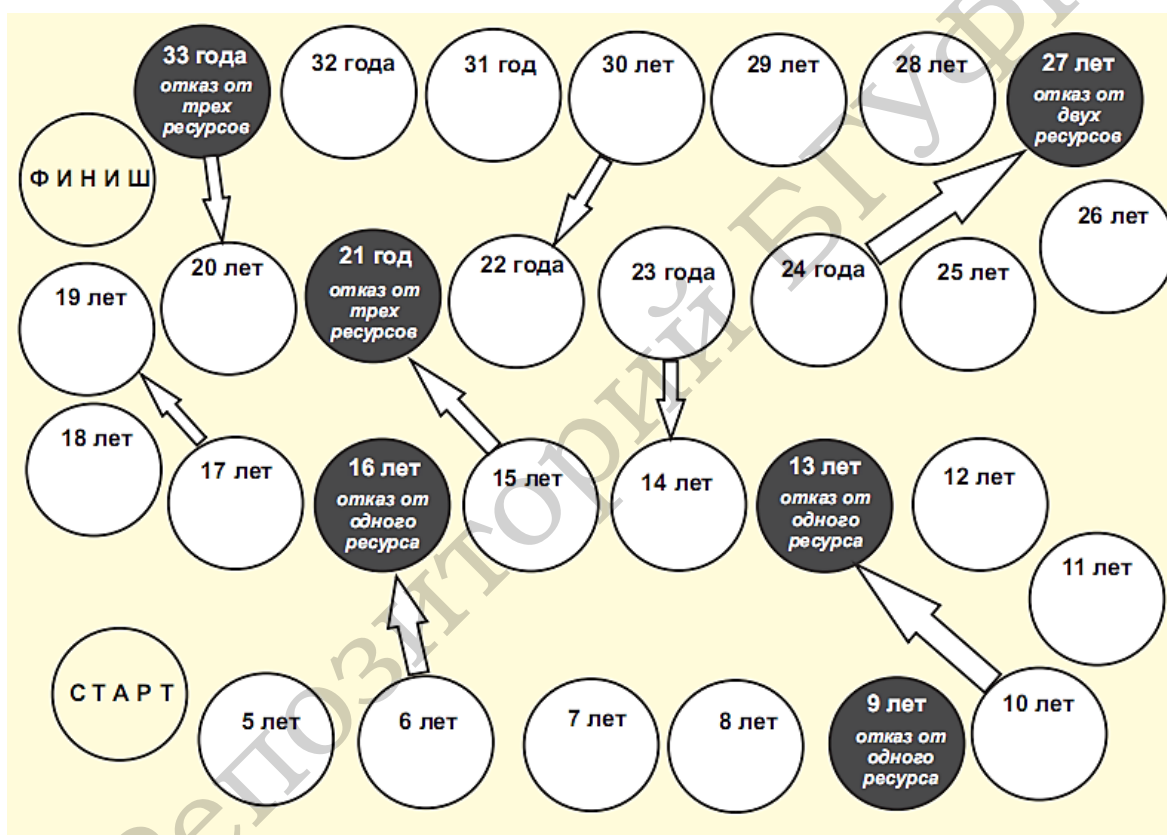 33 года
отказ от
трех
ресурсов
32 года
31 год
30 лет
29 лет
28 лет
27 лет
отказ от
двух
ресурсов
ФИНИШ
26 лет
19 лет
20 лет
21 год
отказ от
трех
ресурсов
22 года
23 года
24 года
25 лет
18 лет
17 лет
16 лет
отказ от
одного
ресурса
15 лет
14 лет
13 лет
отказ от
одного
ресурса
12 лет
11 лет
СТАРТ
5 лет
6 лет
7 лет
8 лет
9 лет
отказ от
одного
ресурса
10 лет